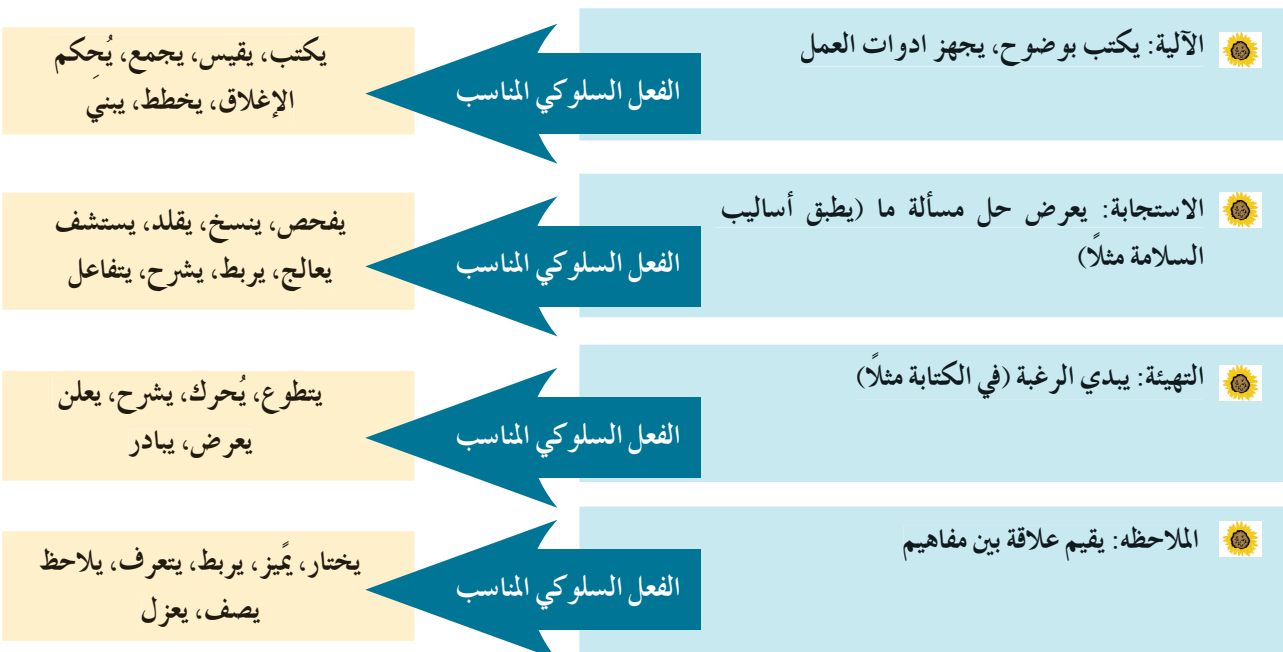 الآلية: يكتب بوضوح، يجهز ادوات العمل
الفعل السلوكي المناسب
يكتب، يقيس، يجمع، يُحكِم
الإغلاق، يخطط، يبني
الاستجابة: يعرض حل مسألة ما (يطبق أساليب
السلامة مثلاً)
الفعل السلوكي المناسب
يفحص، ينسخ، يقلد، يستشف
يعالج، يربط، يشرح، يتفاعل
التهيئة: يبدي الرغبة (في الكتابة مثلاً)
الفعل السلوكي المناسب
يتطوع، يُحرك، يشرح، يعلن
يعرض، يبادر
الملاحظه: يقيم علاقة بين مفاهيم
الفعل السلوكي المناسب
يختار، يمًيز، يربط، يتعرف، يلاحظ
يصف، يعزل